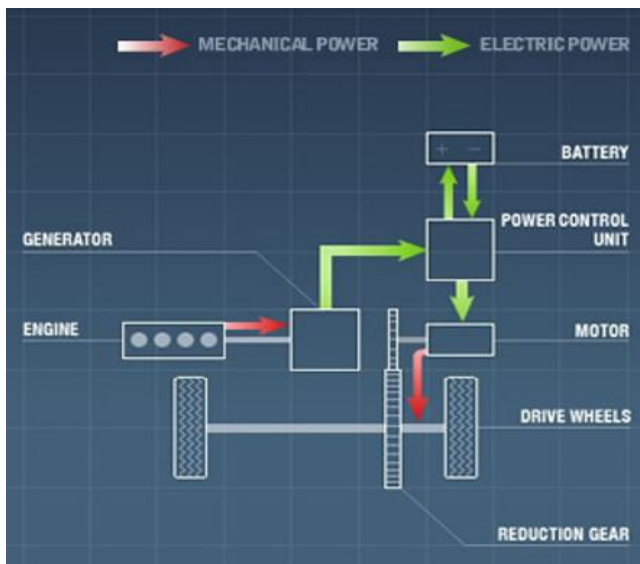 MECHANICAL POWER
ELECTRIC POWER
+ −
BATTERY
POWER CONTROL
UNIT
GENERATOR
ENGINE
MOTOR
DRIVE WHEELS
REDUCTION GEAR